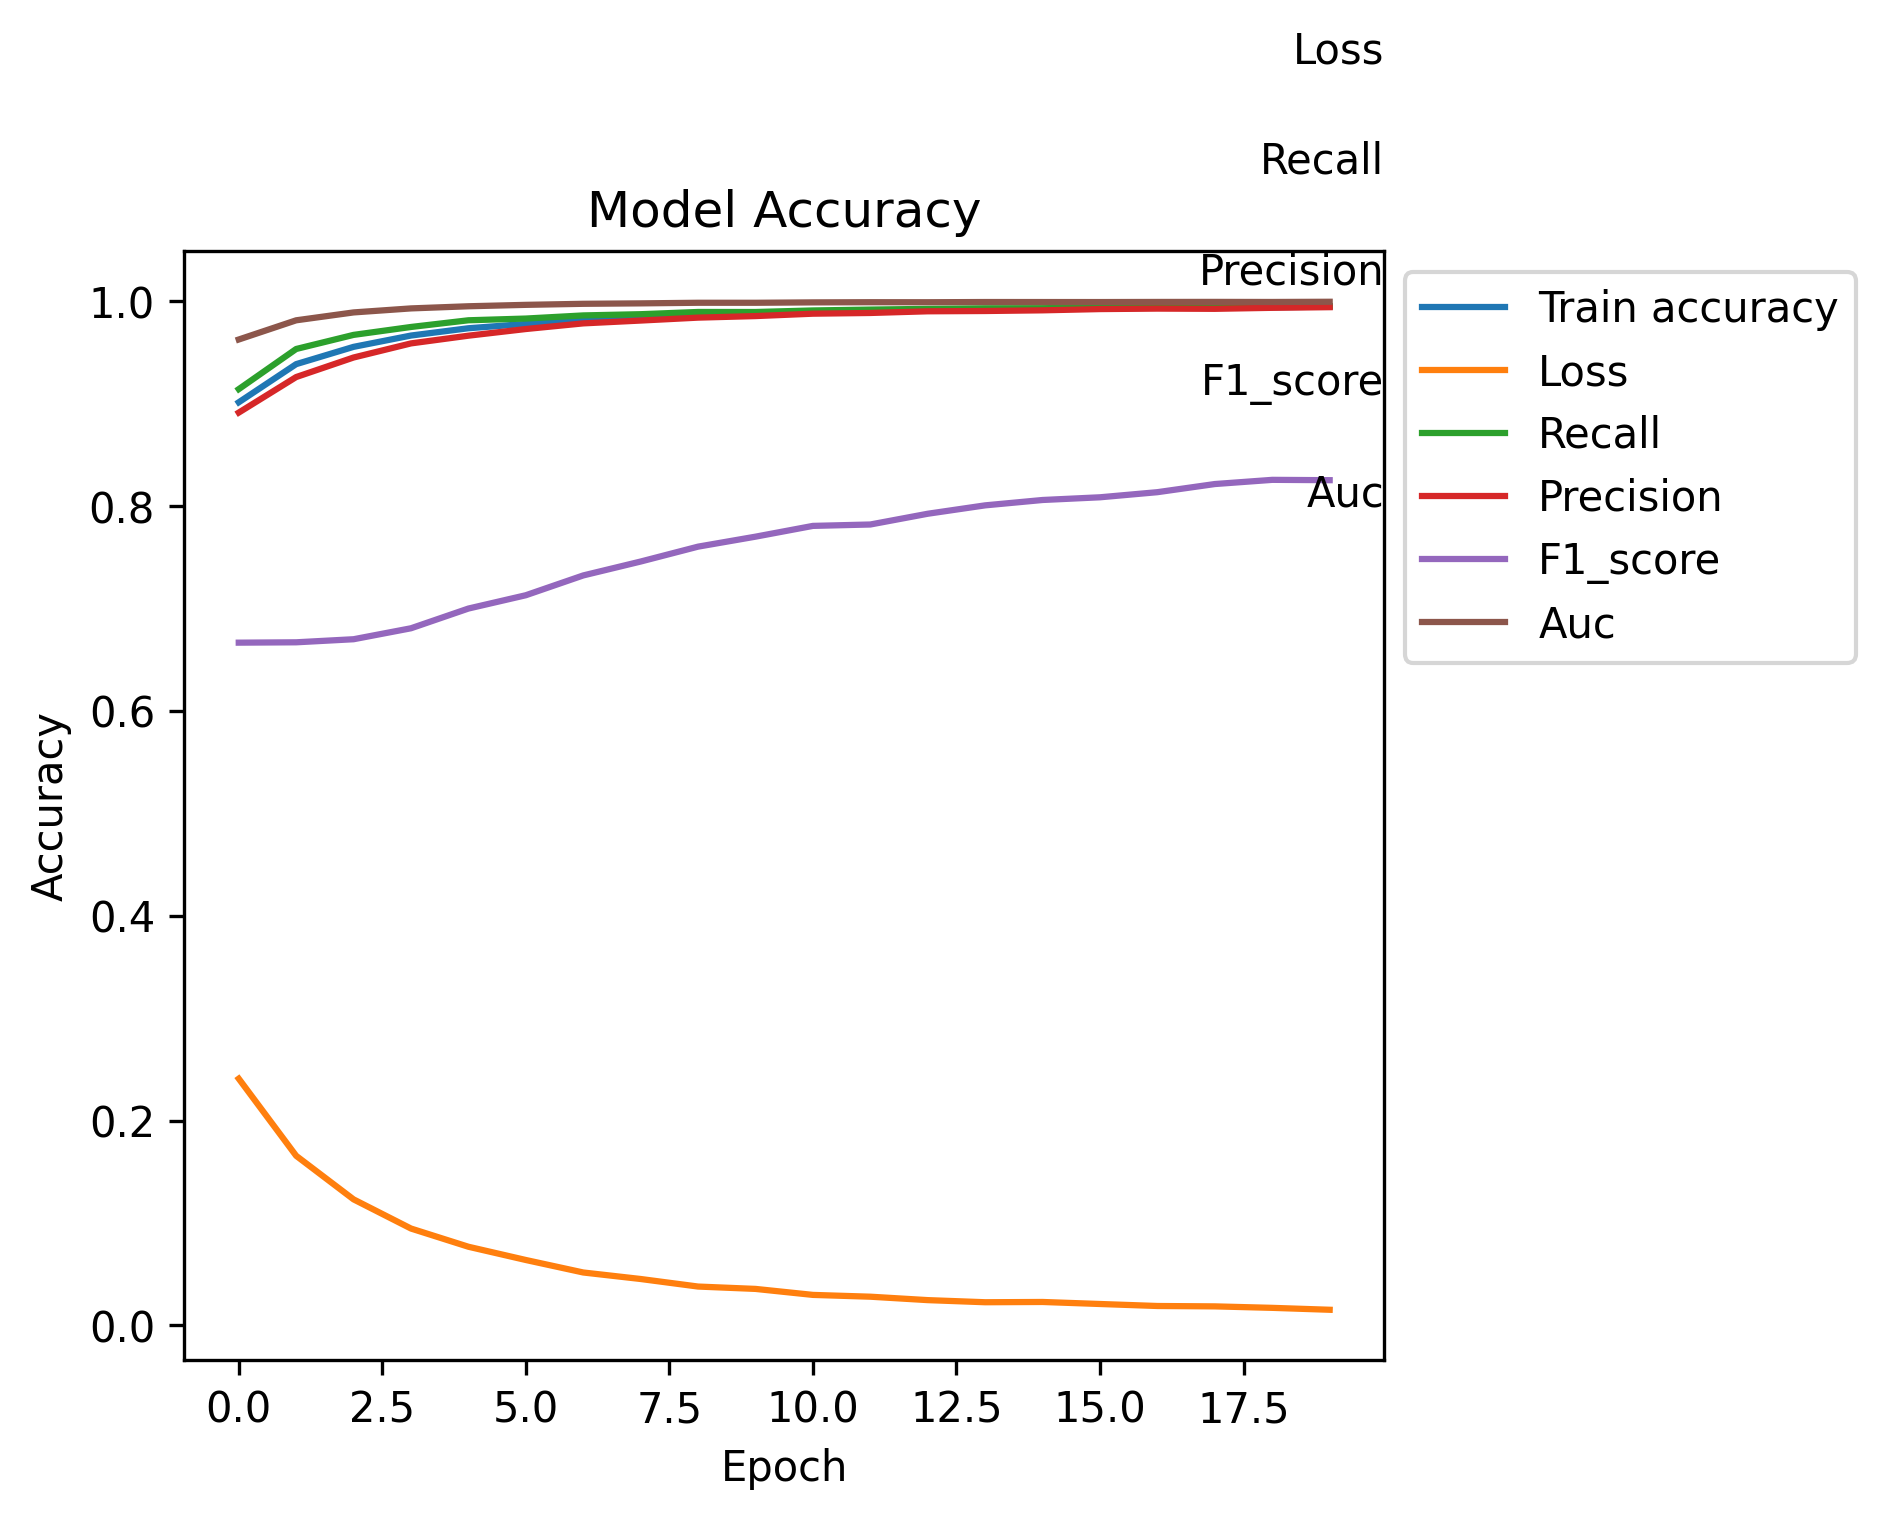 Loss
Recall
Model Accuracy
Precision
F1_score
Auc
1.0
0.8
0.6
0.4
0.2
0.0
Accuracy
0.0 2.5 5.0 7.5 10.0 12.5 15.0 17.5
Epoch
Train accuracy
Loss
Recall
Precision
F1_score
Auc